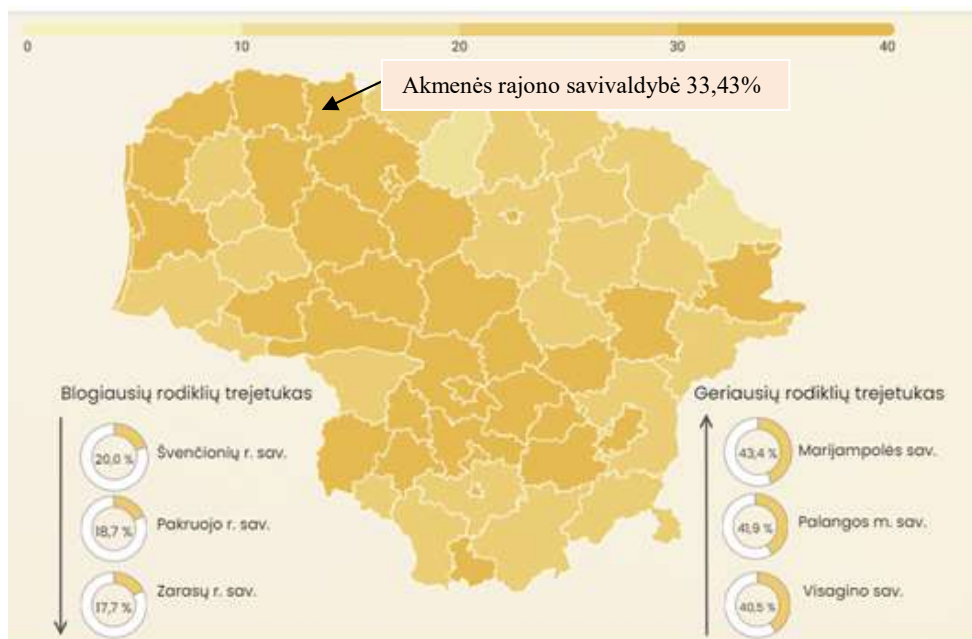 0 10 20 30 40
Akmenės rajono savivaldybė 33,43%
Blogiausių rodiklių trejetukas
20,0 % Švenčionių r. sav.
18,7 % Pakruojo r. sav.
17,7 % Zarasų r. sav.
Geriausių rodiklių trejetukas
43,4 % Marijampolės sav.
41,9 % Palangos m. sav.
40,5 % Visagino sav.